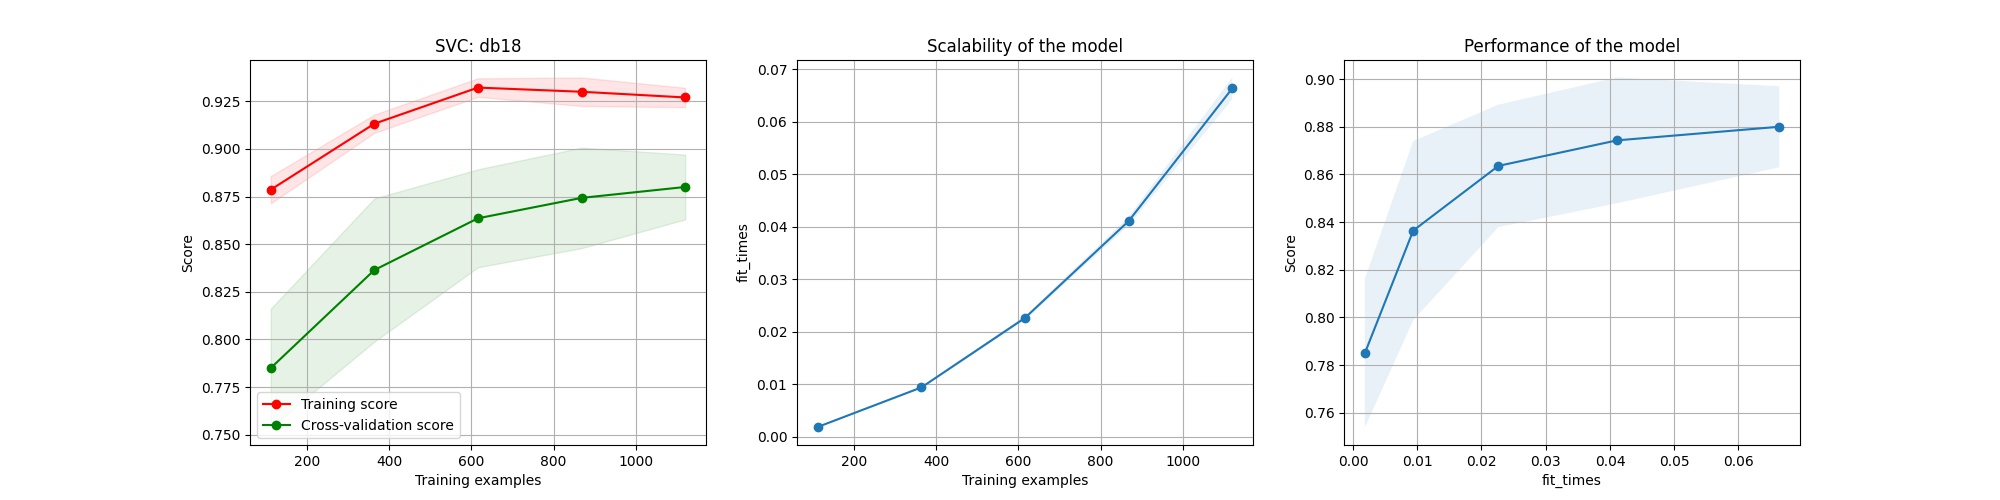 SVC: db18
Score
0.925
0.900
0.875
0.850
0.825
0.800
0.775
0.750
Training score
Cross-validation score
200 400 600 800 1000
Training examples
Scalability of the model
fit_times
0.07
0.06
0.05
0.04
0.03
0.02
0.01
0.00
200 400 600 800 1000
Training examples
Performance of the model
Score
0.90
0.88
0.86
0.84
0.82
0.80
0.78
0.76
0.00 0.01 0.02 0.03 0.04 0.05 0.06
fit_times